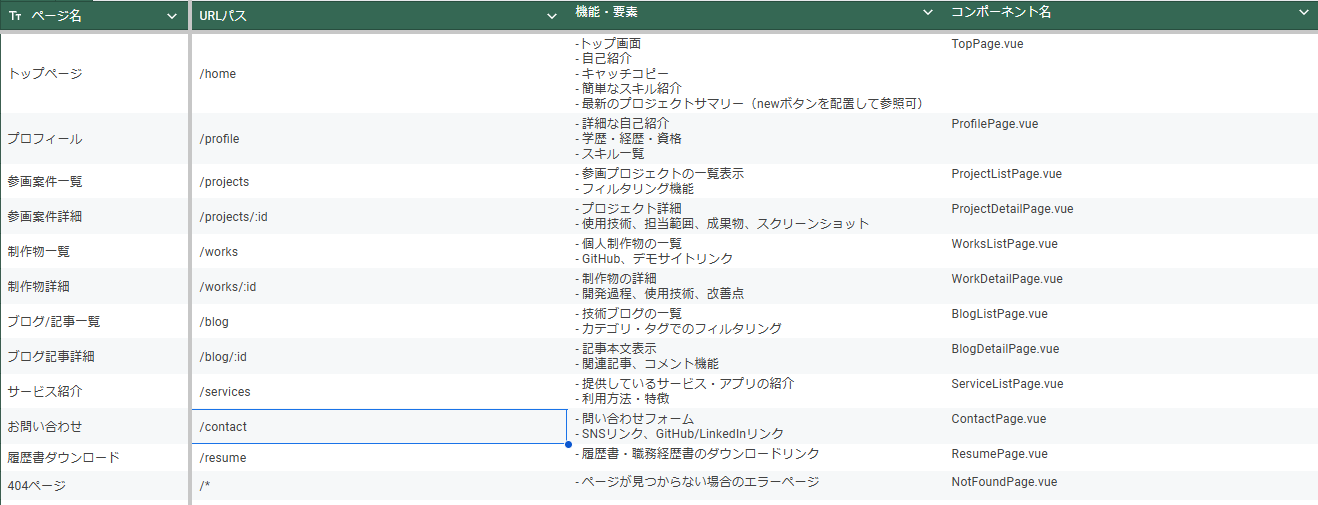 Tт ページ名 URLパス 機能・要素 コンポーネント名
トップページ /home -トップ画面 TopPage.vue
- 自己紹介
- キャッチコピー
- 簡単なスキル紹介
- 最新のプロジェクトサマリー（newボタンを配置して参照可）
プロフィール /profile - 詳細な自己紹介 ProfilePage.vue
- 学歴・経歴・資格
- スキル一覧
参画案件一覧 /projects - 参画プロジェクトの一覧表示 ProjectListPage.vue
- フィルタリング機能
参画案件詳細 /projects/:id - プロジェクト詳細 ProjectDetailPage.vue
- 使用技術、担当範囲、成果物、スクリーンショット
制作物一覧 /works - 個人制作物の一覧 WorksListPage.vue
- GitHub、デモサイトリンク
制作物詳細 /works/:id - 制作物の詳細 WorkDetailPage.vue
- 開発過程、使用技術、改善点
ブログ/記事一覧 /blog - 技術ブログの一覧 BlogListPage.vue
- カテゴリ・タグでのフィルタリング
ブログ記事詳細 /blog/:id - 記事本文表示 BlogDetailPage.vue
- 関連記事、コメント機能
サービス紹介 /services - 提供しているサービス・アプリの紹介 ServiceListPage.vue
- 利用方法・特徴
お問い合わせ /contact - 問い合わせフォーム ContactPage.vue
- SNSリンク、GitHub/LinkedInリンク
履歴書ダウンロード /resume - 履歴書・職務経歴書のダウンロードリンク ResumePage.vue
404ページ /* - ページが見つからない場合のエラーページ NotFoundPage.vue